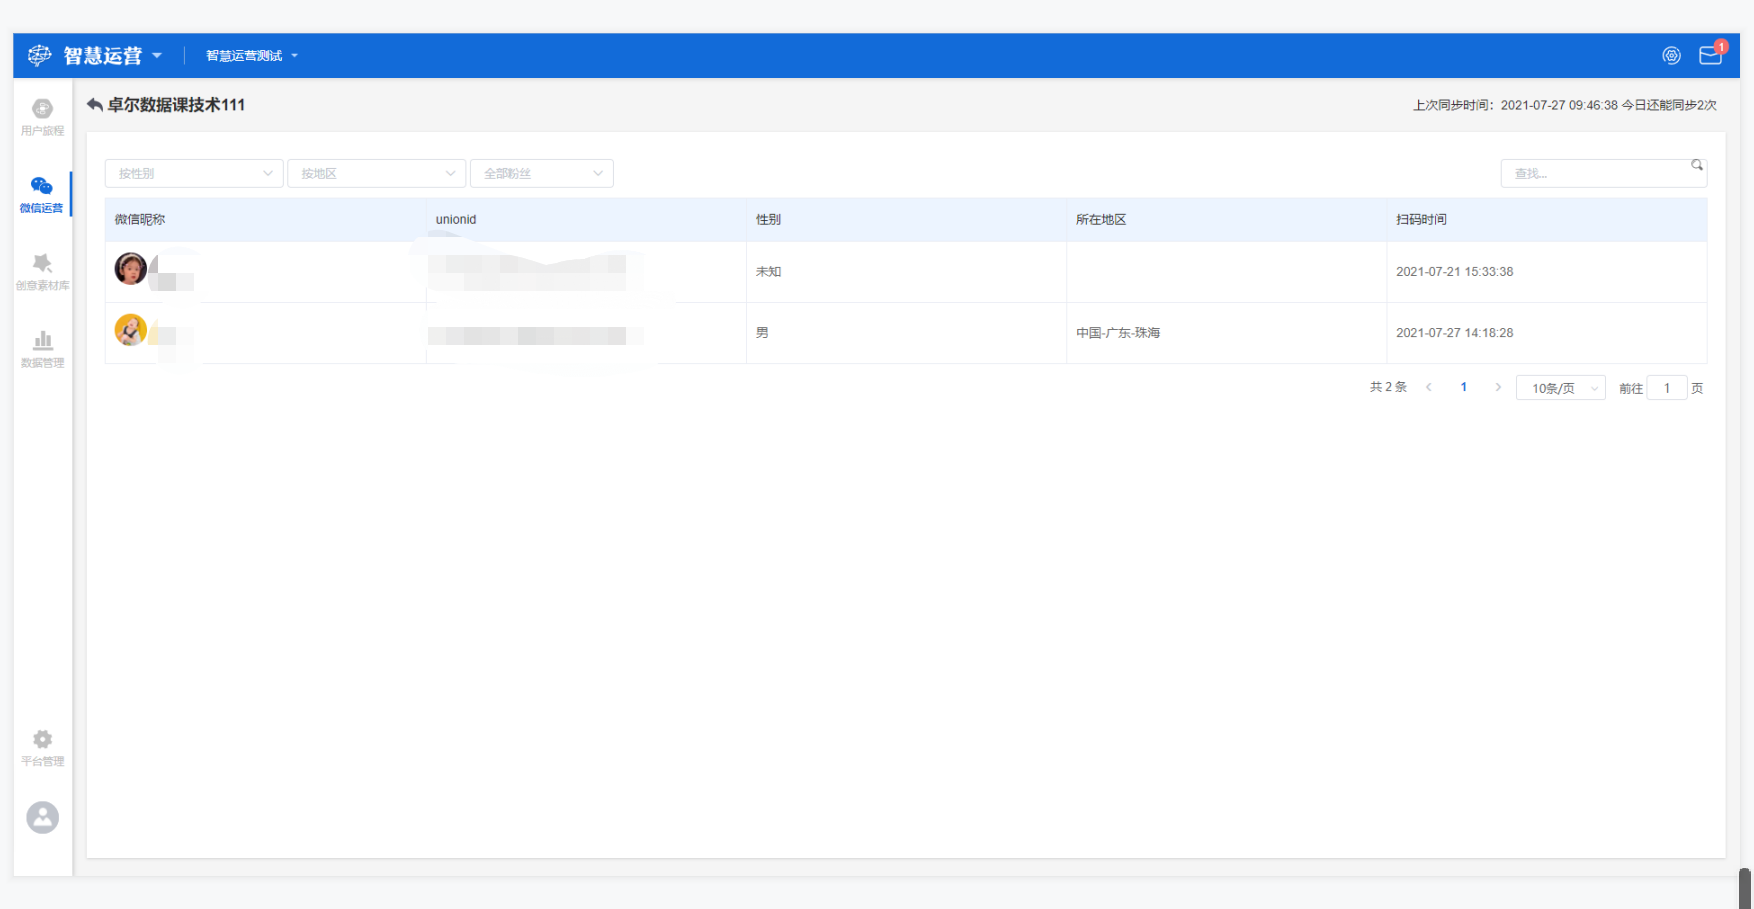 智慧运营
智慧运营测试
1
用户旅程
微信运营
创意素材库
数据管理
平台管理
卓尔数据课技术111
上次同步时间：2021-07-27 09:46:38 今日还能同步2次
按性别
按地区
全部粉丝
查找...
微信昵称 unionid 性别 所在地区 扫码时间
未知 2021-07-21 15:33:38
男 中国-广东-珠海 2021-07-27 14:18:28
共 2 条 1 10条/页 前往 1 页